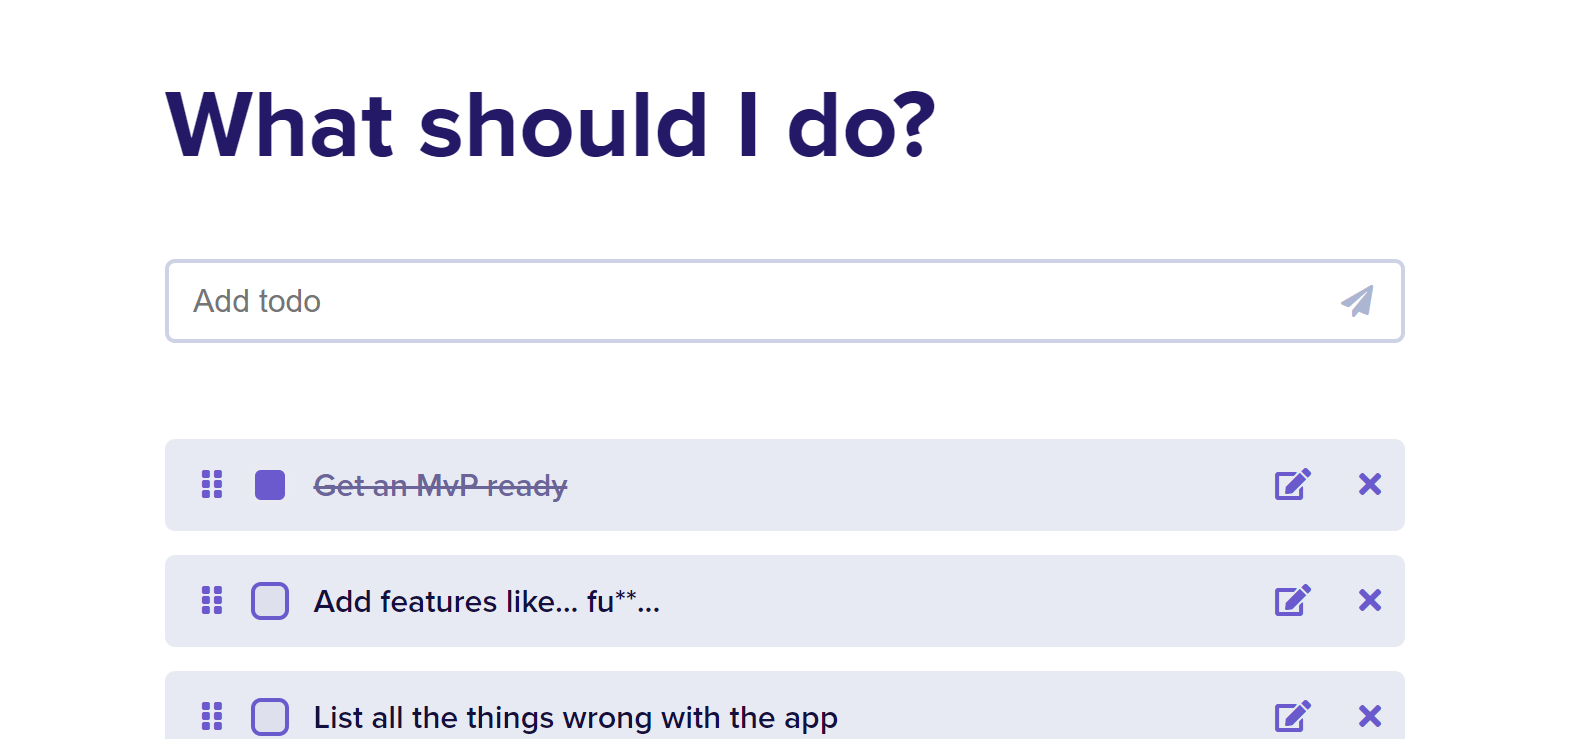 What should I do?
Add todo
Get an MvP ready
Add features like... fu**...
List all the things wrong with the app